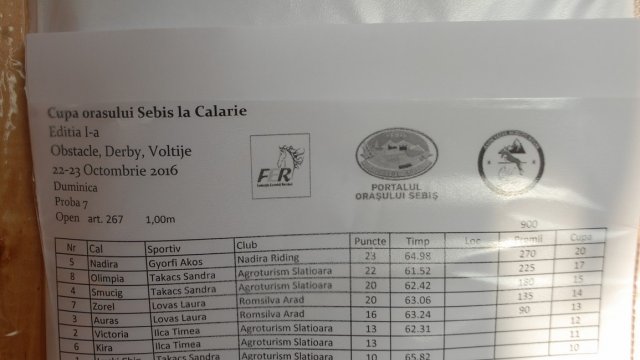 Cupa orasului Sebis la Calarie
Editia I-a
Obstacle, Derby, Voltije
22-23 Octombrie 2016
Duminica
Proba 7
Open art. 267 1,00m
FER
PORTALUL
ORAȘULUI SEBIȘ
900
Nr Cal Sportiv Club Puncte Timp Loc Premii Cupa
5 Nadira Gyorfi Akos Nadira Riding 23 64.98 270 20
8 Olimpia Takacs Sandra Agroturism Slatioara 22 61.52 225 17
4 Smucig Takacs Sandra Agroturism Slatioara 20 62.42 180 15
7 Zorel Lovas Laura Romsilva Arad 20 63.06 135 14
3 Auras Lovas Laura Romsilva Arad 16 63.24 90 13
2 Victoria Ilca Timea Agroturism Slatioara 13 62.31 12
6 Kira Ilca Timea Agroturism Slatioara 13 11
Takacs Sandra Agroturism Slatioara 10 65.82 10